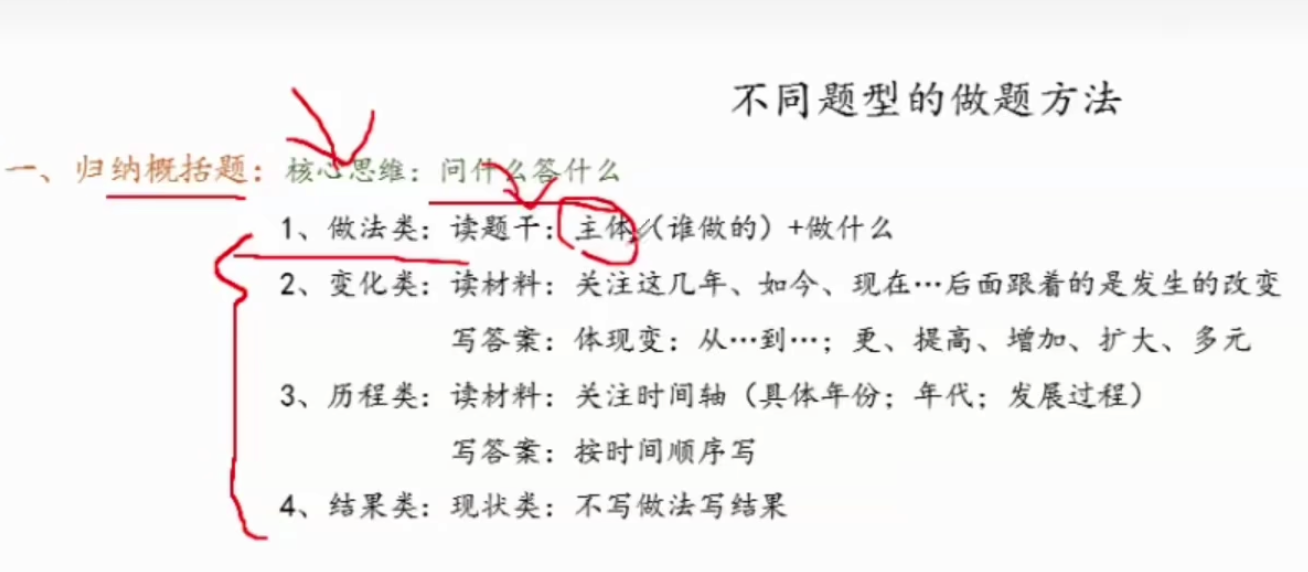 不同题型的做题方法
一、归纳概括题：核心思维：问什么答什么
1、做法类：读题干：主体（谁做的）+做什么
2、变化类：读材料：关注这几年、如今、现在…后面跟着的是发生的改变
写答案：体现变：从…到…；更、提高、增加、扩大、多元
3、历程类：读材料：关注时间轴（具体年份；年代；发展过程）
写答案：按时间顺序写
4、结果类：现状类：不写做法写结果